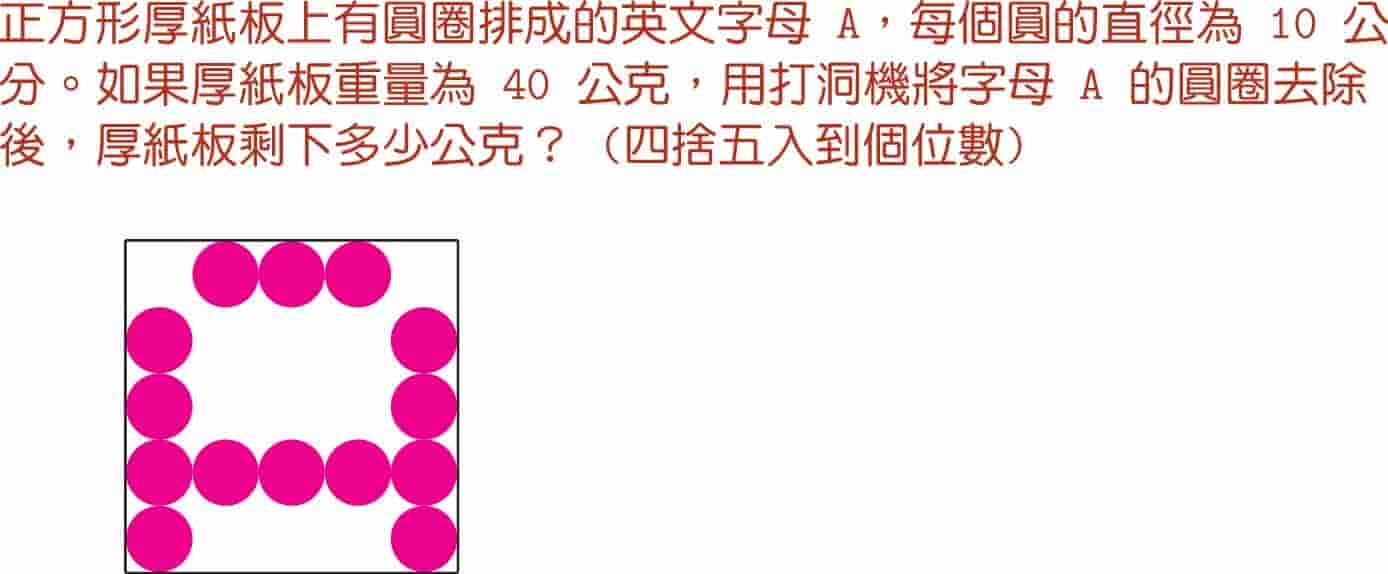 正方形厚紙板上有圓圈排成的英文字母 A，每個圓的直徑為 10 公
分。如果厚紙板重量為 40 公克，用打洞機將字母 A 的圓圈去除
後，厚紙板剩下多少公克？（四捨五入到個位數）